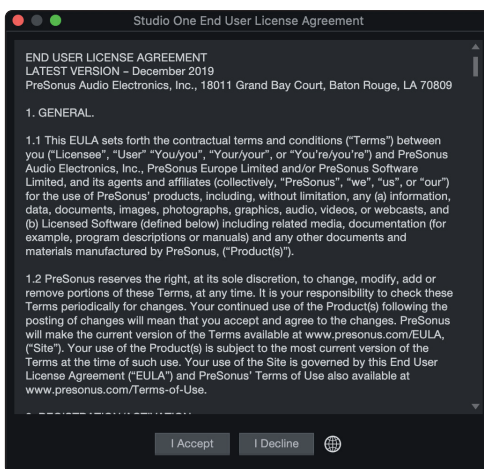 Studio One End User License Agreement
END USER LICENSE AGREEMENT
LATEST VERSION – December 2019
PreSonus Audio Electronics, Inc., 18011 Grand Bay Court, Baton Rouge, LA 70809
1. GENERAL.
1.1 This EULA sets forth the contractual terms and conditions (“Terms”) between
you (“Licensee”, “User” “You/you”, “Your/your”, or “You're/you're”) and PreSonus
Audio Electronics, Inc., PreSonus Europe Limited and/or PreSonus Software
Limited, and its agents and affiliates (collectively, “PreSonus”, “we”, “us”, or “our”)
for the use of PreSonus’ products, including, without limitation, any (a) information,
data, documents, images, photographs, graphics, audio, videos, or webcasts, and
(b) Licensed Software (defined below) including related media, documentation (for
example, program descriptions or manuals) and any other documents and
materials manufactured by PreSonus, (“Product(s)”).
1.2 PreSonus reserves the right, at its sole discretion, to change, modify, add or
remove portions of these Terms, at any time. It is your responsibility to check these
Terms periodically for changes. Your continued use of the Product(s) following the
posting of changes will mean that you accept and agree to the changes. PreSonus
will make the current version of the Terms available at www.presonus.com/EULA,
(“Site”). Your use of the Product(s) is subject to the most current version of the
Terms at the time of such use. Your use of the Site is governed by this End User
License Agreement (“EULA”) and PreSonus’ Terms of Use also available at
www.presonus.com/Terms-of-Use.
I Accept I Decline